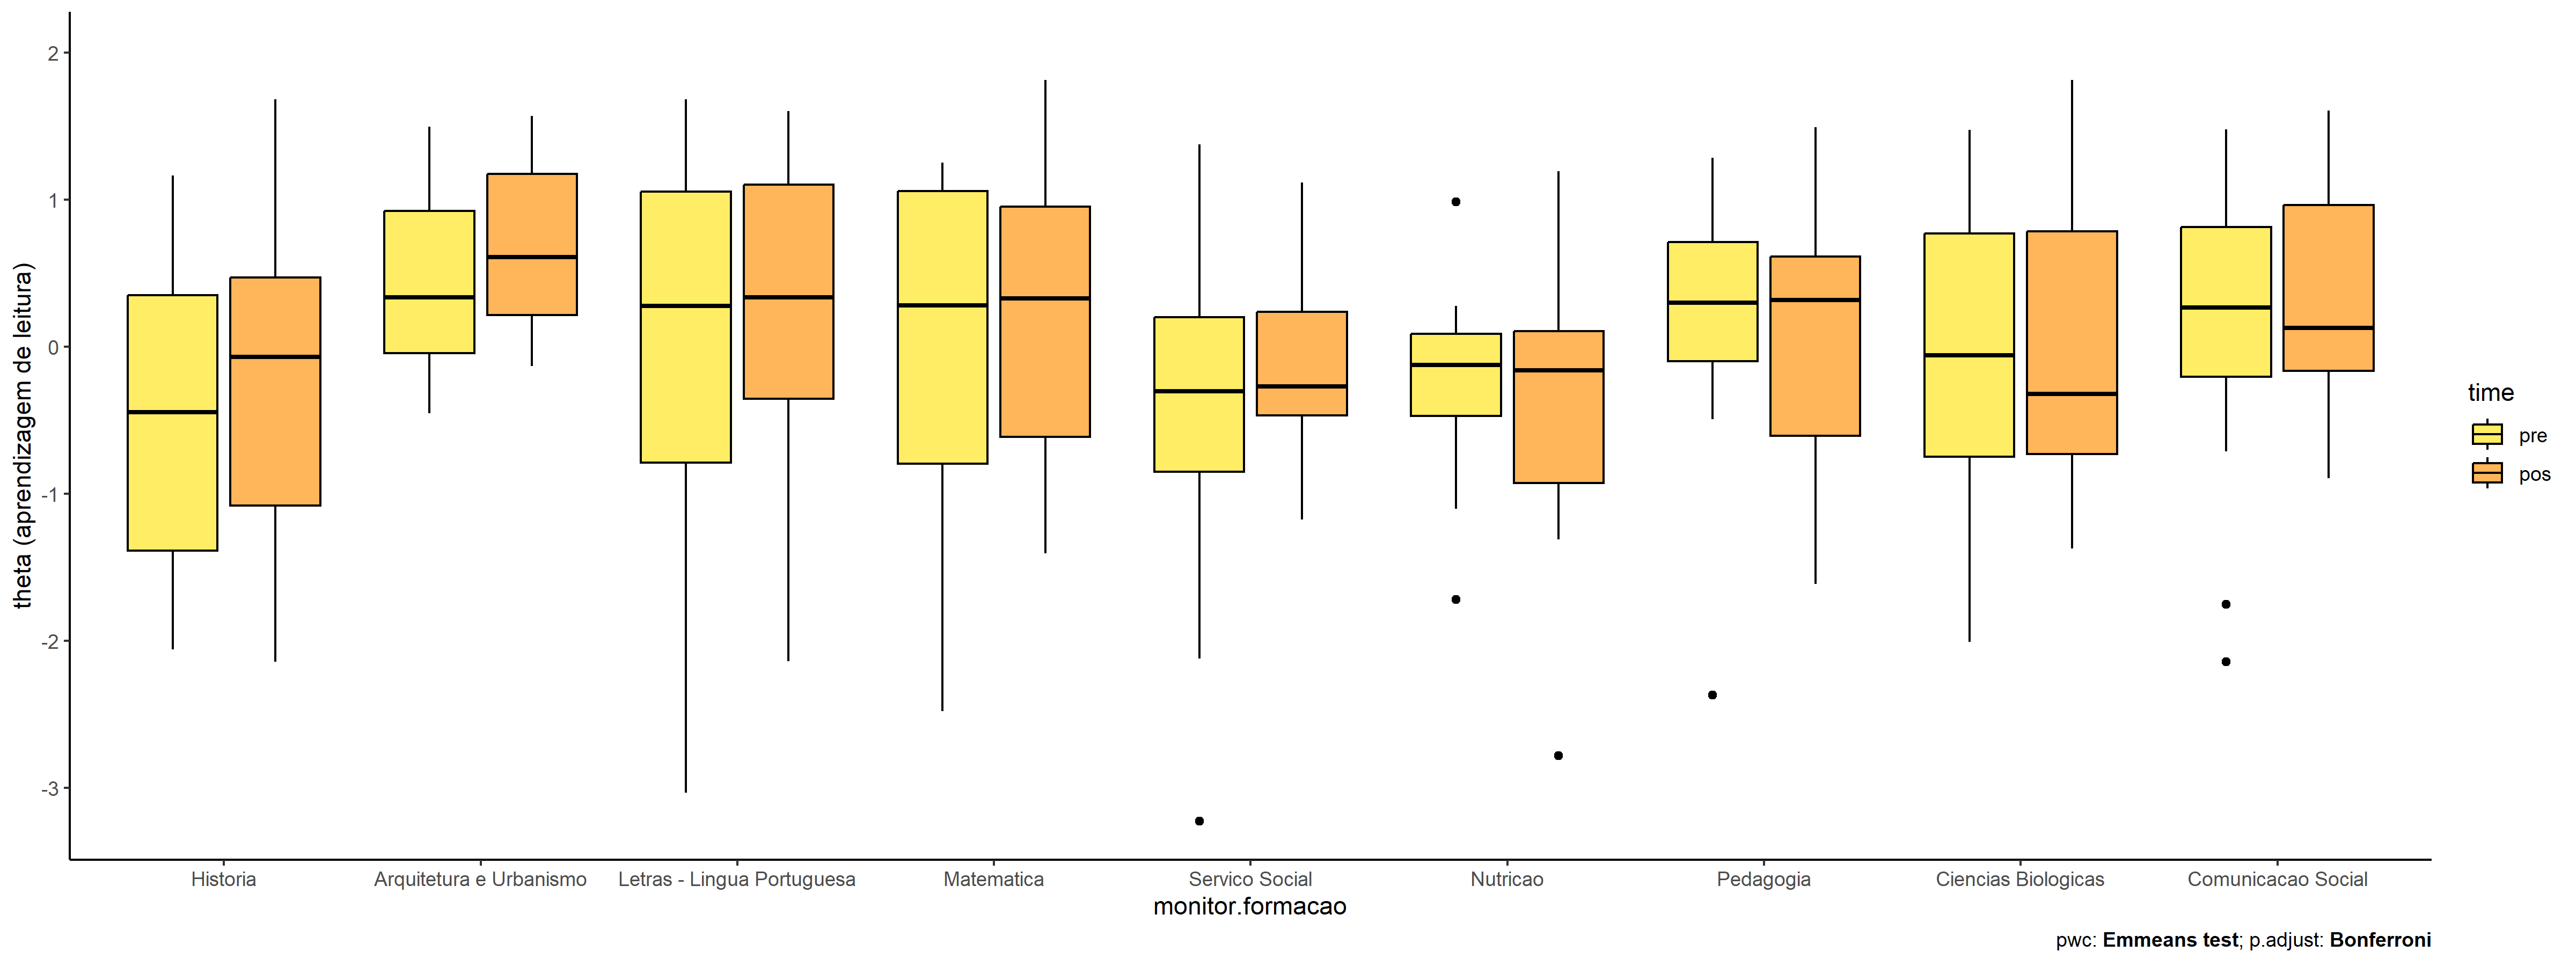 theta (aprendizagem de leitura)
2
1
0
-1
-2
-3
Historia
Arquitetura e Urbanismo
Letras - Lingua Portuguesa
Matematica
Servico Social
Nutricao
Pedagogia
Ciencias Biologicas
Comunicacao Social
monitor.formacao
time
pre
pos
pwc: Emmeans test; p.adjust: Bonferroni